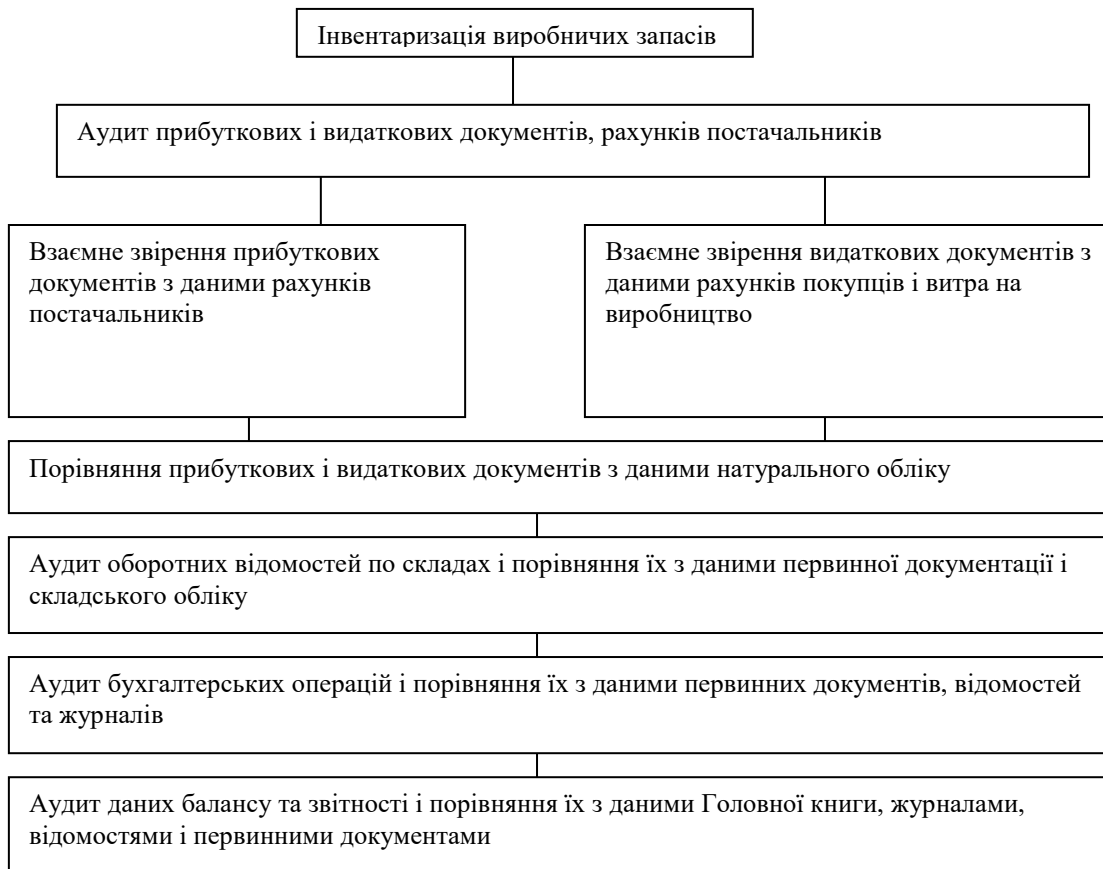 Інвентаризація виробничих запасів
Аудит прибуткових і видаткових документів, рахунків постачальників
Взаємне звірення прибуткових
документів з даними рахунків
постачальників
Взаємне звірення видаткових документів з
даними рахунків покупців і витра на
виробництво
Порівняння прибуткових і видаткових документів з даними натурального обліку
Аудит оборотних відомостей по складах і порівняння їх з даними первинної документації і
складського обліку
Аудит бухгалтерських операцій і порівняння їх з даними первинних документів, відомостей
та журналів
Аудит даних балансу та звітності і порівняння їх з даними Головної книги, журналами,
відомостями і первинними документами